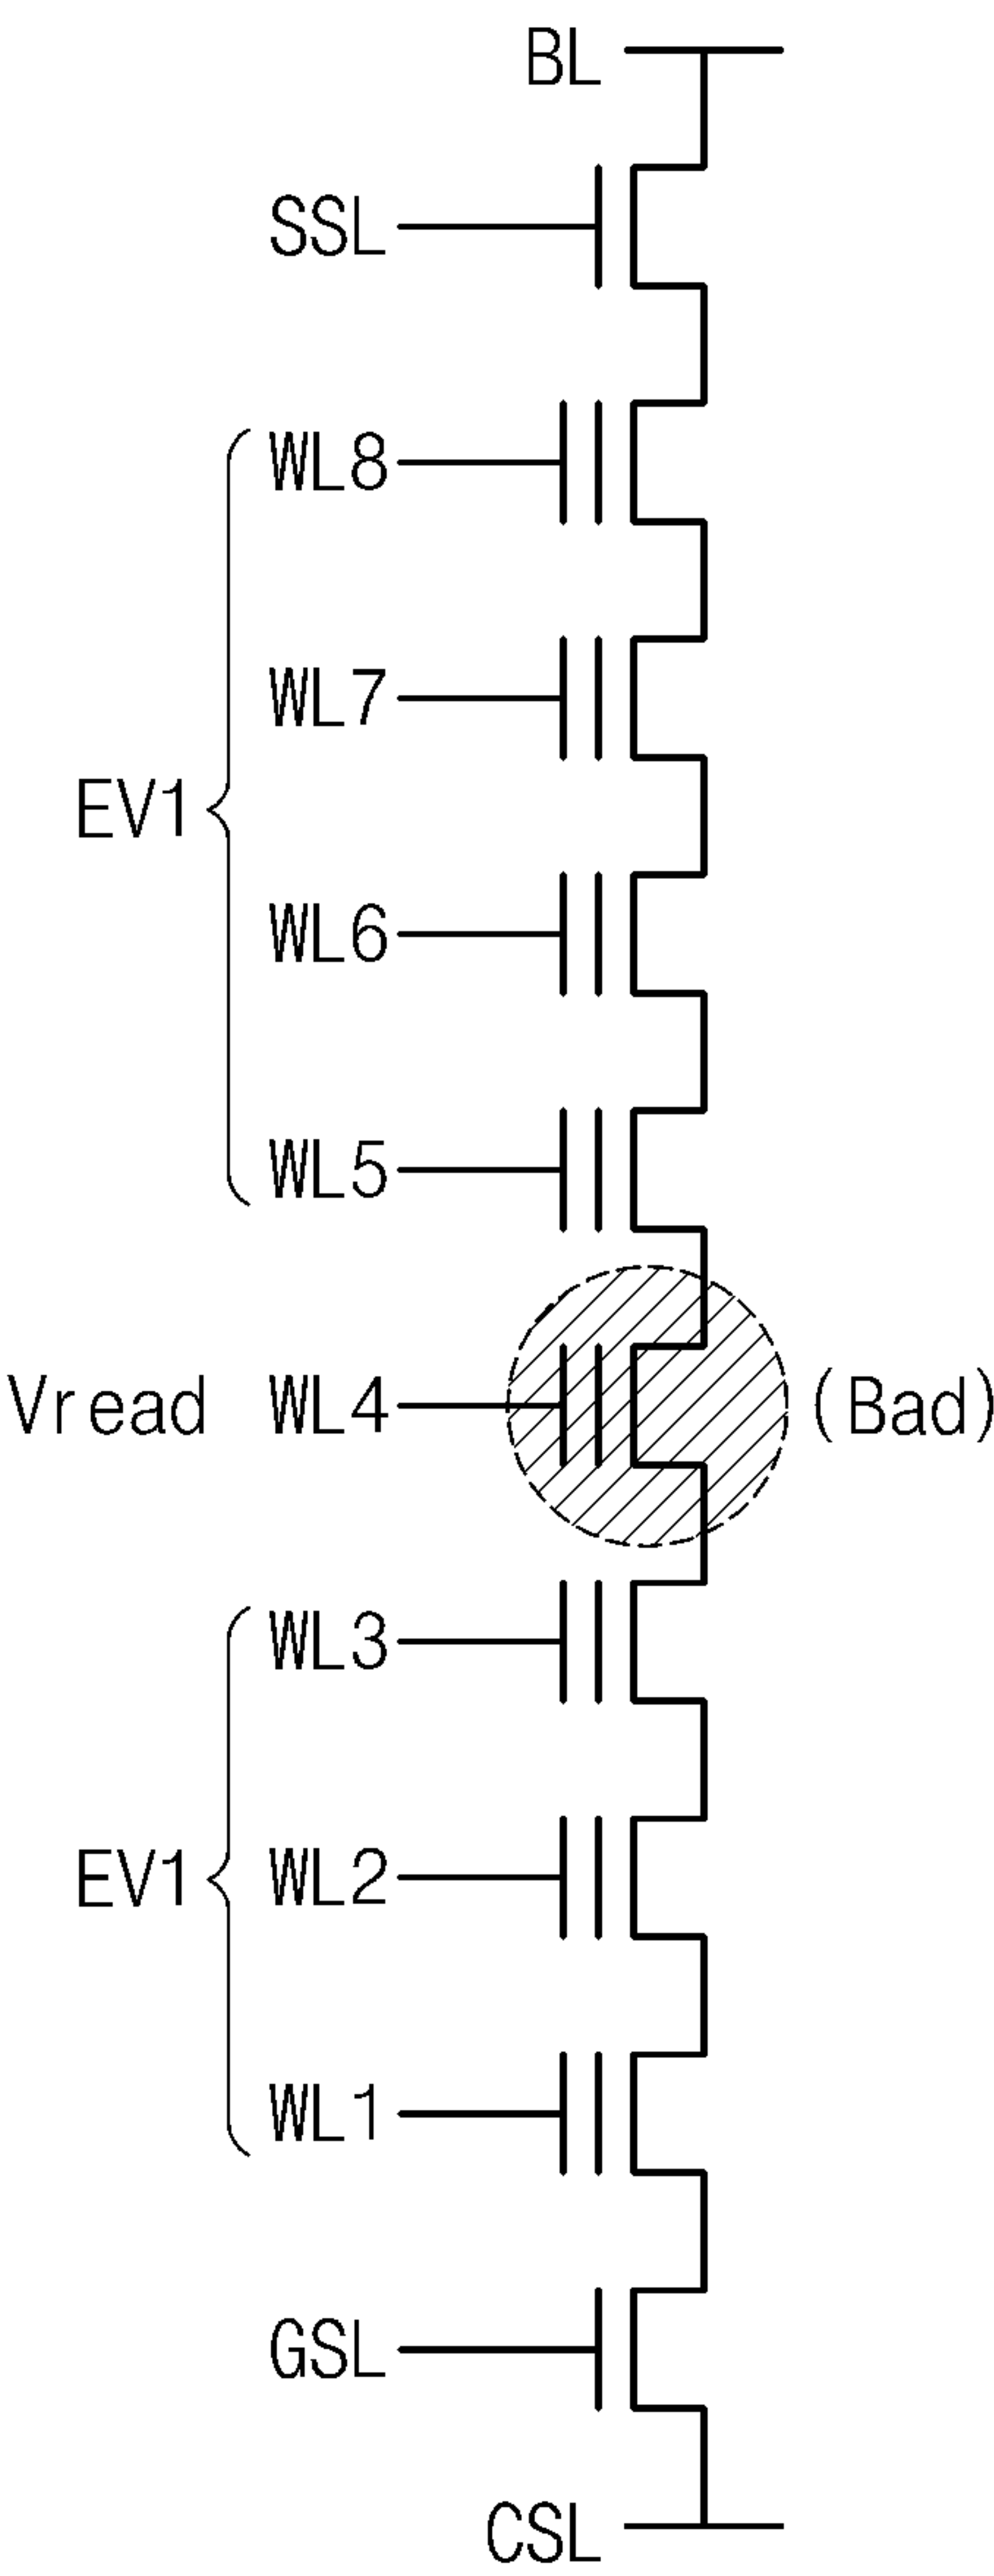 BL
SSL
WL8
WL7
EV1
WL6
WL5
Vread WL4 (Bad)
WL3
EV1 WL2
WL1
GSL
CSL